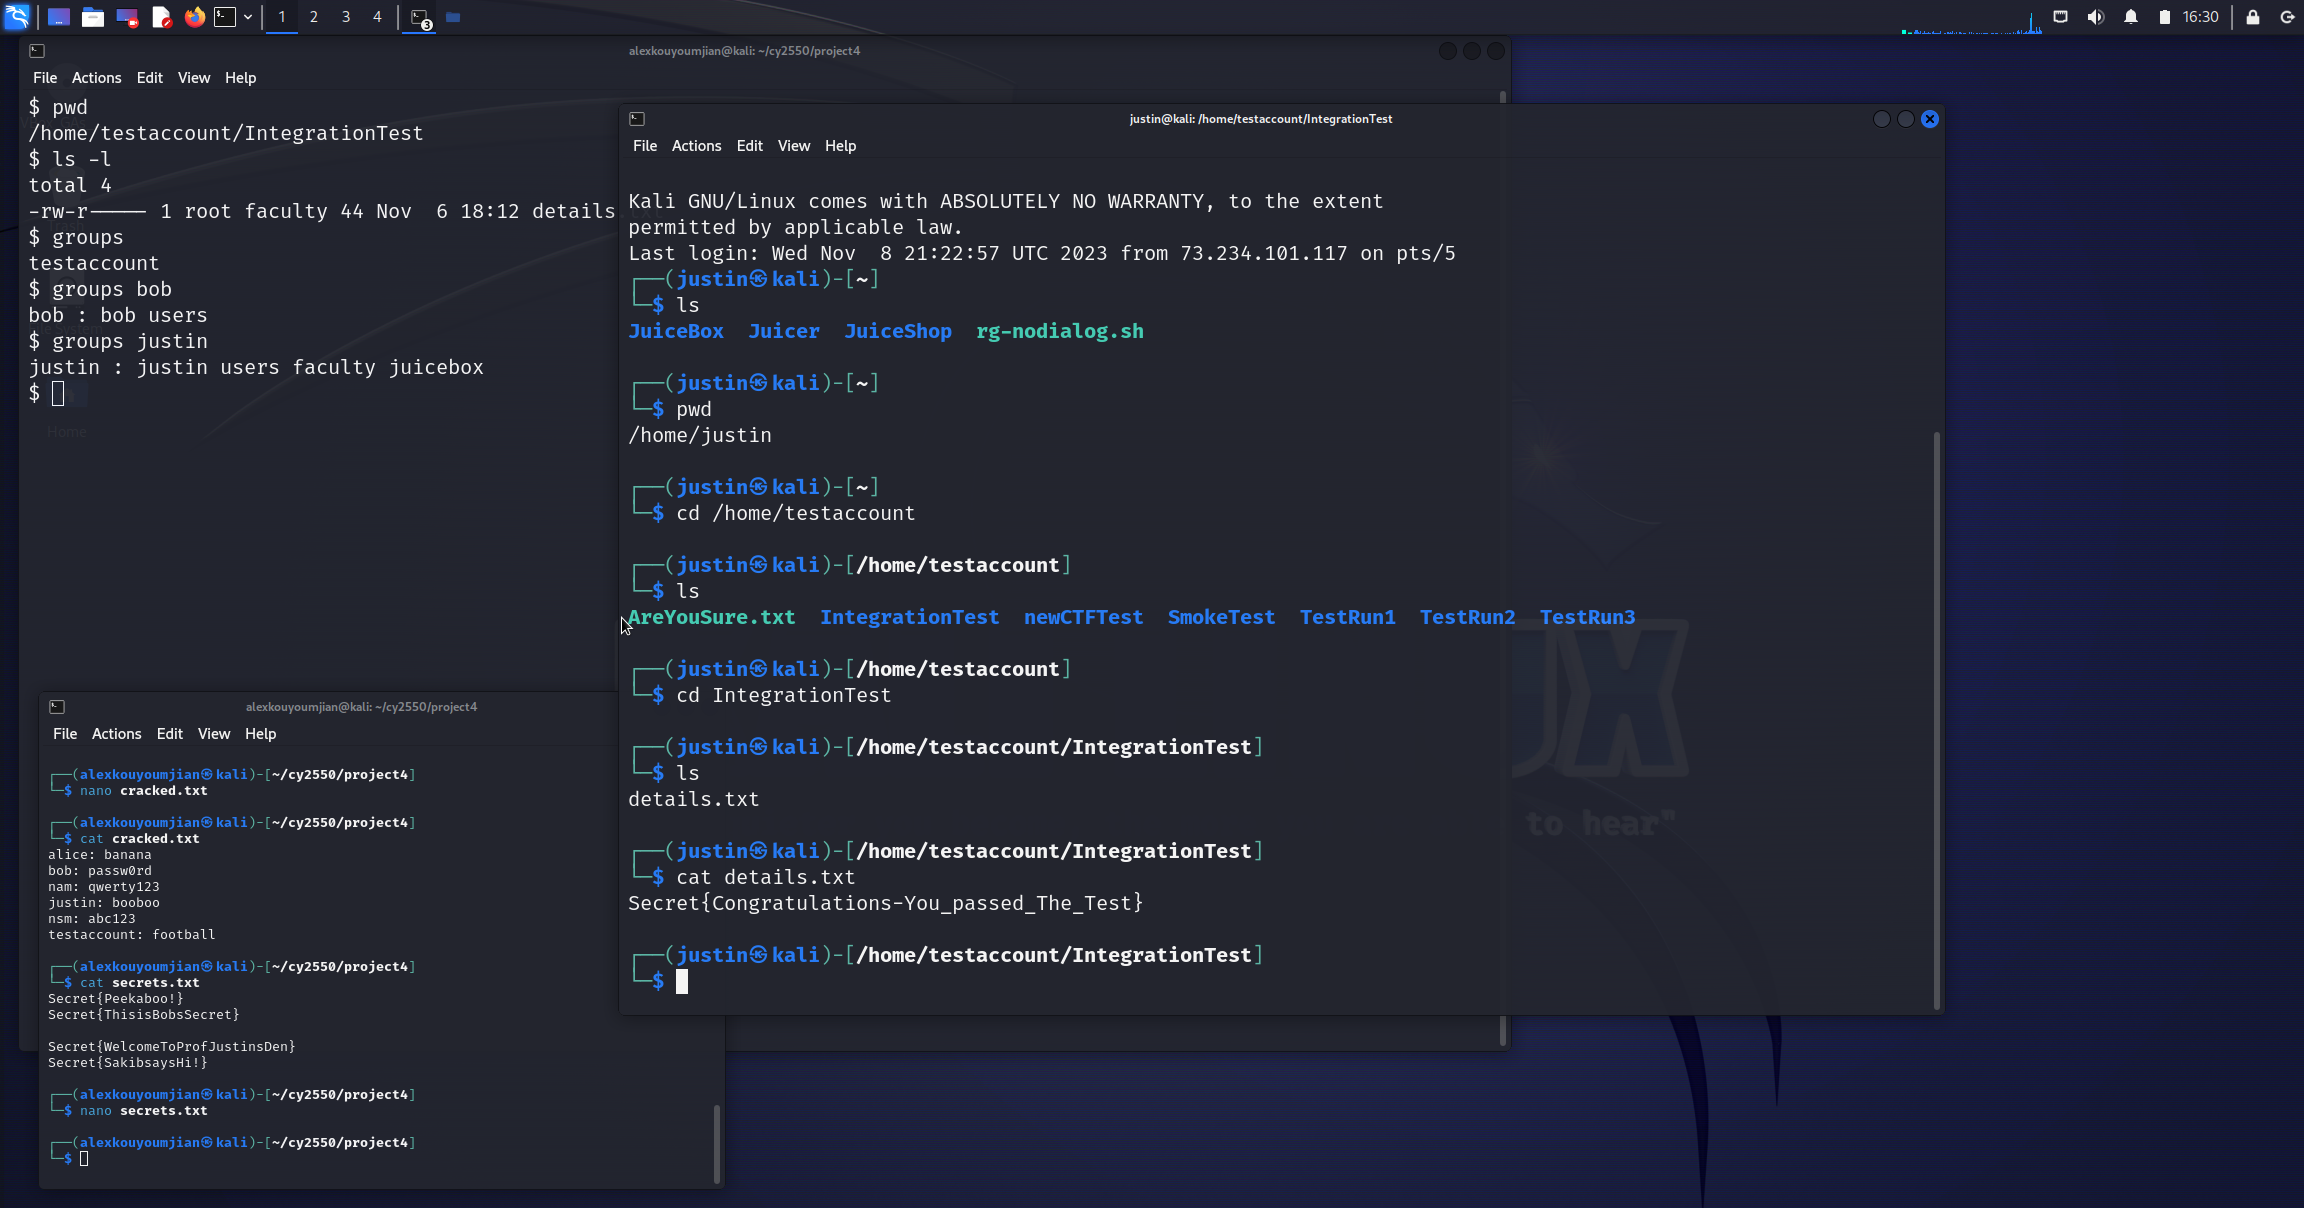 1 2 3 4 3 16:30
alexkouyoumjian@kali: ~/cy2550/project4
File Actions Edit View Help
$ pwd
/home/testaccount/IntegrationTest
$ ls -l
total 4
-rw-r----- 1 root faculty 44 Nov  6 18:12 details.txt
$ groups
testaccount
$ groups bob
bob : bob users
$ groups justin
justin : justin users faculty juicebox
$
Home
justin@kali: /home/testaccount/IntegrationTest
File Actions Edit View Help
Kali GNU/Linux comes with ABSOLUTELY NO WARRANTY, to the extent
permitted by applicable law.
Last login: Wed Nov  8 21:22:57 UTC 2023 from 73.234.101.117 on pts/5
┌──(justin㉿kali)-[~]
└─$ ls
JuiceBox  Juicer  JuiceShop  rg-nodialog.sh
┌──(justin㉿kali)-[~]
└─$ pwd
/home/justin
┌──(justin㉿kali)-[~]
└─$ cd /home/testaccount
┌──(justin㉿kali)-[/home/testaccount]
└─$ ls
AreYouSure.txt  IntegrationTest  newCTFTest  SmokeTest  TestRun1  TestRun2  TestRun3
┌──(justin㉿kali)-[/home/testaccount]
└─$ cd IntegrationTest
┌──(justin㉿kali)-[/home/testaccount/IntegrationTest]
└─$ ls
details.txt
┌──(justin㉿kali)-[/home/testaccount/IntegrationTest]
└─$ cat details.txt
Secret{Congratulations-You_passed_The_Test}
┌──(justin㉿kali)-[/home/testaccount/IntegrationTest]
└─$
to hear"
alexkouyoumjian@kali: ~/cy2550/project4
File Actions Edit View Help
┌──(alexkouyoumjian㉿kali)-[~/cy2550/project4]
└─$ nano cracked.txt
┌──(alexkouyoumjian㉿kali)-[~/cy2550/project4]
└─$ cat cracked.txt
alice: banana
bob: passw0rd
nam: qwerty123
justin: booboo
nsm: abc123
testaccount: football
┌──(alexkouyoumjian㉿kali)-[~/cy2550/project4]
└─$ cat secrets.txt
Secret{Peekaboo!}
Secret{ThisisBobsSecret}
Secret{WelcomeToProfJustinsDen}
Secret{SakibsaysHi!}
┌──(alexkouyoumjian㉿kali)-[~/cy2550/project4]
└─$ nano secrets.txt
┌──(alexkouyoumjian㉿kali)-[~/cy2550/project4]
└─$